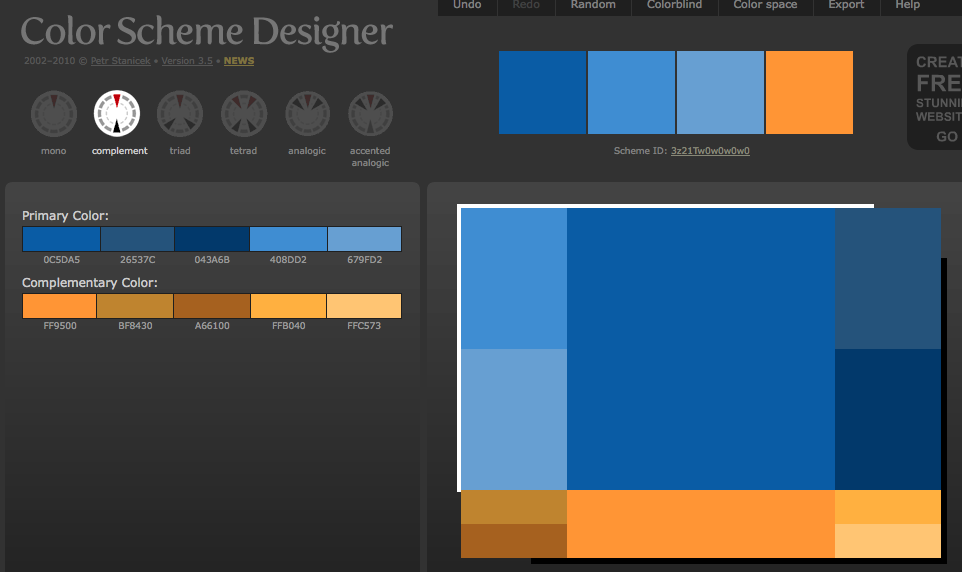 Undo Redo Random Colorblind Color space Export Help
Color Scheme Designer
2002–2010 © Petr Stanicek • Version 3.5 • NEWS
mono complement triad tetrad analogic accented
analogic
Scheme ID: 3z21Tw0w0w0w0
FRE
STUNNI
WEBSIT
GO
Primary Color:
0C5DA5 26537C 043A6B 408DD2 679FD2
Complementary Color:
FF9500 BF8430 A66100 FFB040 FFC573